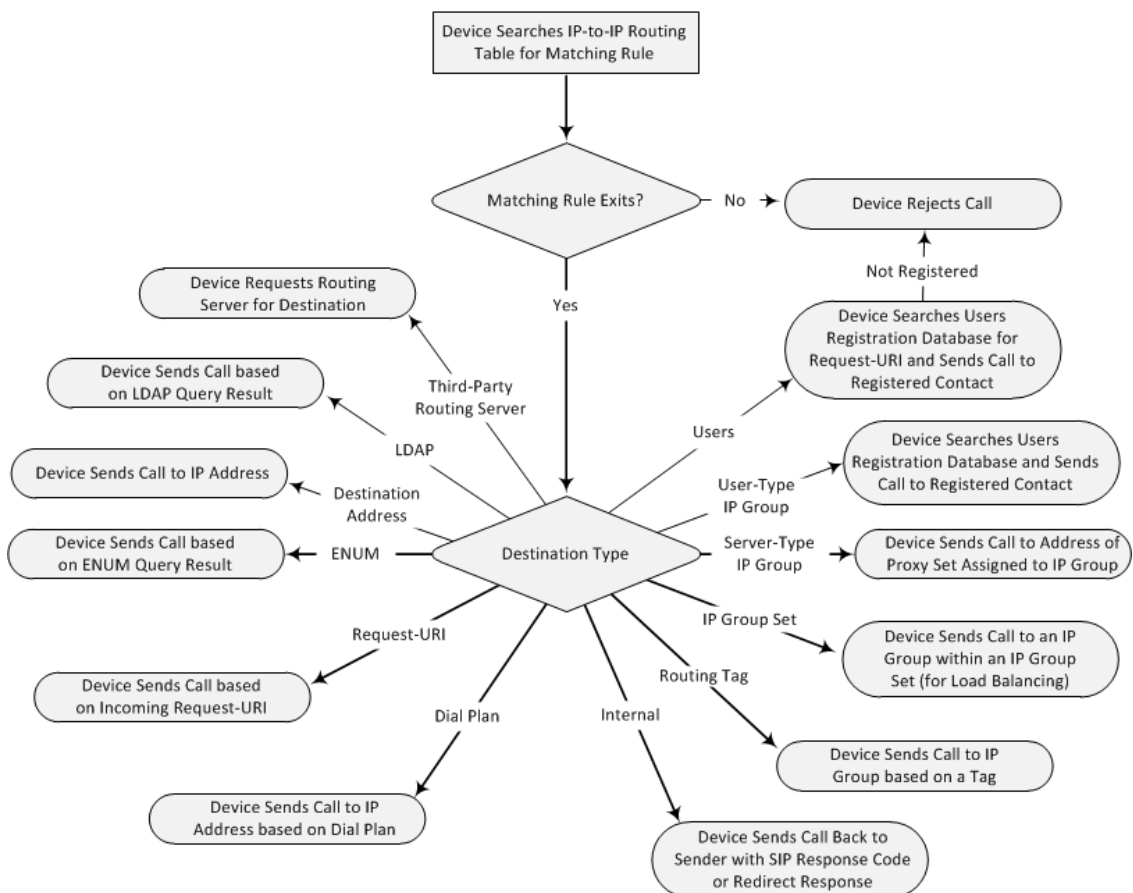 Device Searches IP-to-IP Routing
Table for Matching Rule
Matching Rule Exits?
No
Device Rejects Call
Not Registered
Yes
Device Requests Routing
Server for Destination
Device Searches Users
Registration Database for
Request-URI and Sends Call to
Registered Contact
Device Sends Call based
on LDAP Query Result
Third-Party
Routing Server
LDAP
Users
Device Searches Users
Registration Database and Sends
Call to Registered Contact
Device Sends Call to IP Address
Destination
Address
User-Type
IP Group
Device Sends Call based
on ENUM Query Result
ENUM
Destination Type
Server-Type
IP Group
Device Sends Call to Address of
Proxy Set Assigned to IP Group
Request-URI
IP Group Set
Device Sends Call to an IP
Group within an IP Group
Set (for Load Balancing)
Device Sends Call based
on Incoming Request-URI
Routing Tag
Dial Plan
Internal
Device Sends Call to IP
Group based on a Tag
Device Sends Call to IP
Address based on Dial Plan
Device Sends Call Back to
Sender with SIP Response Code
or Redirect Response